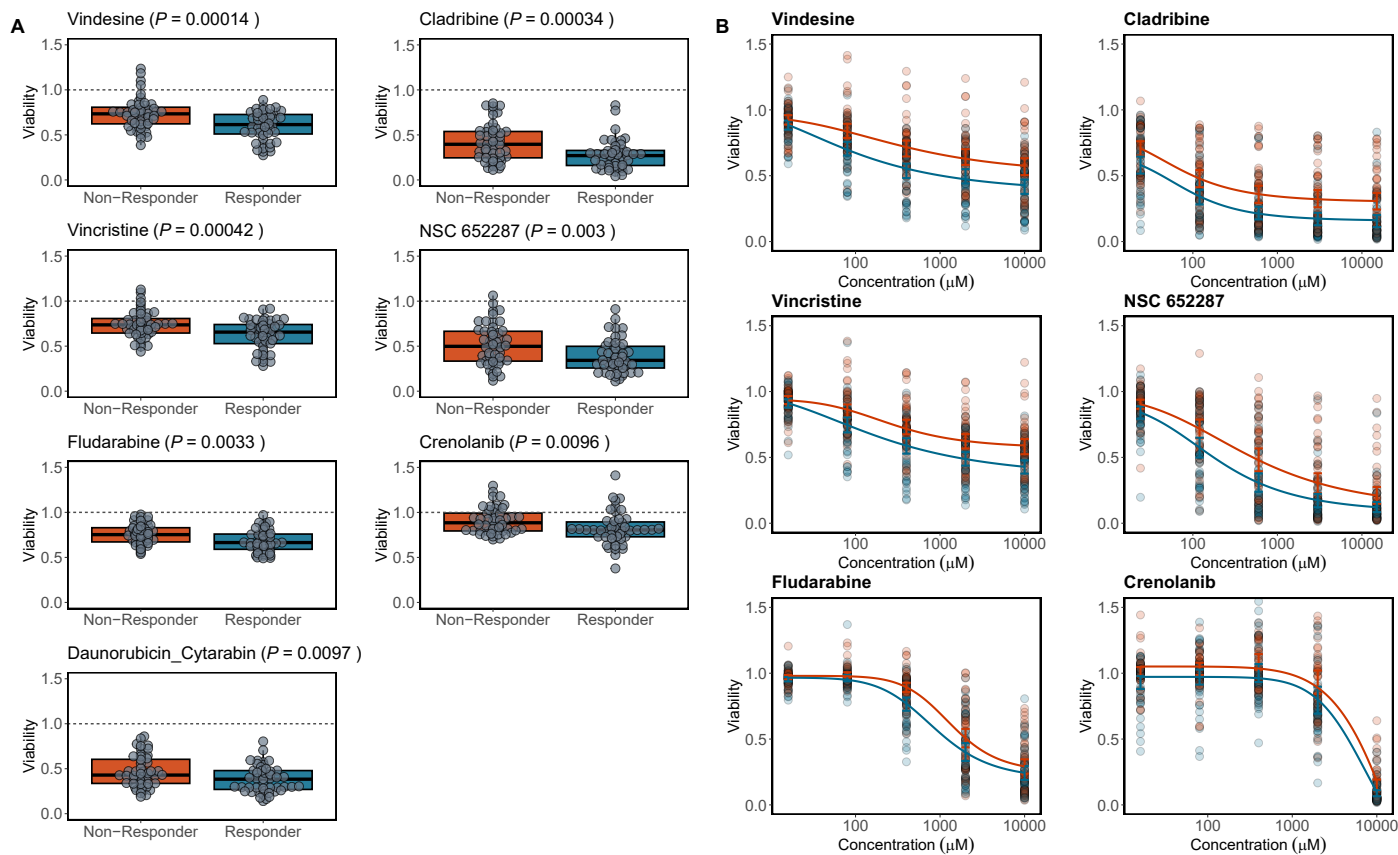 A
Vindesine (P = 0.00014 )
Viability
1.5
1.0
0.5
0.0
Non−Responder
Responder
Cladribine (P = 0.00034 )
Viability
1.5
1.0
0.5
0.0
Non−Responder
Responder
Vincristine (P = 0.00042 )
Viability
1.5
1.0
0.5
0.0
Non−Responder
Responder
NSC 652287 (P = 0.003 )
Viability
1.5
1.0
0.5
0.0
Non−Responder
Responder
Fludarabine (P = 0.0033 )
Viability
1.5
1.0
0.5
0.0
Non−Responder
Responder
Crenolanib (P = 0.0096 )
Viability
1.5
1.0
0.5
0.0
Non−Responder
Responder
Daunorubicin_Cytarabin (P = 0.0097 )
Viability
1.5
1.0
0.5
0.0
Non−Responder
Responder
B
Vindesine
Viability
1.5
1.0
0.5
0.0
100
1000
10000
Concentration (μM)
Cladribine
Viability
1.5
1.0
0.5
0.0
100
1000
10000
Concentration (μM)
Vincristine
Viability
1.5
1.0
0.5
0.0
100
1000
10000
Concentration (μM)
NSC 652287
Viability
1.5
1.0
0.5
0.0
100
1000
10000
Concentration (μM)
Fludarabine
Viability
1.5
1.0
0.5
0.0
100
1000
10000
Concentration (μM)
Crenolanib
Viability
1.5
1.0
0.5
0.0
100
1000
10000
Concentration (μM)